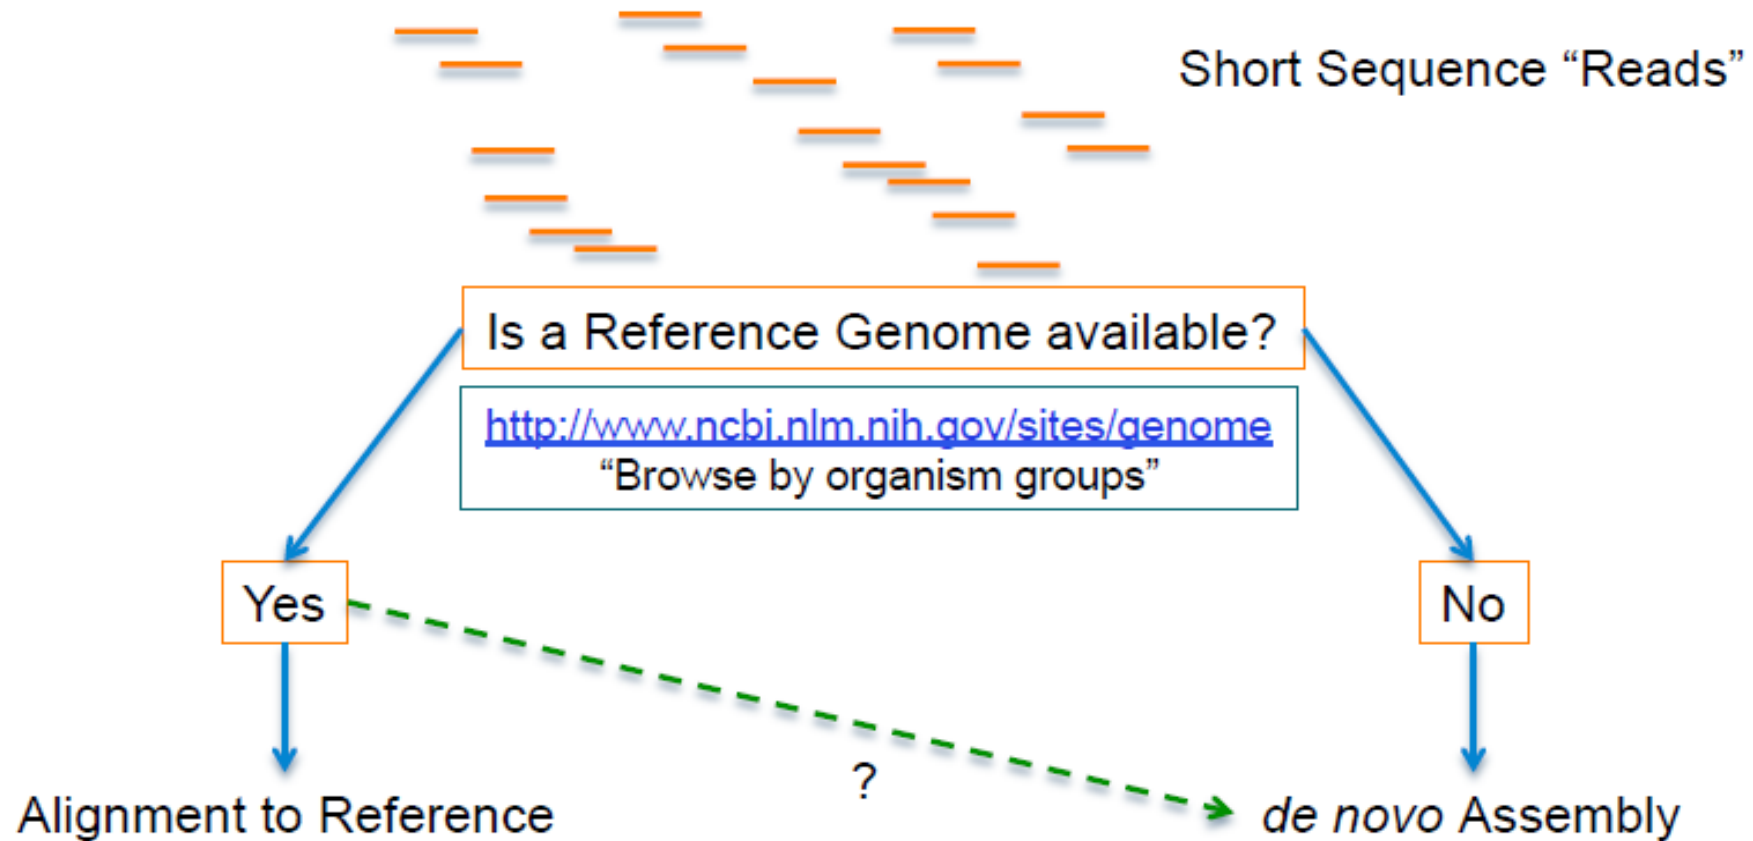 Short Sequence “Reads”
Is a Reference Genome available?
http://www.ncbi.nlm.nih.gov/sites/genome
“Browse by organism groups”
Yes
No
?
Alignment to Reference
de novo Assembly